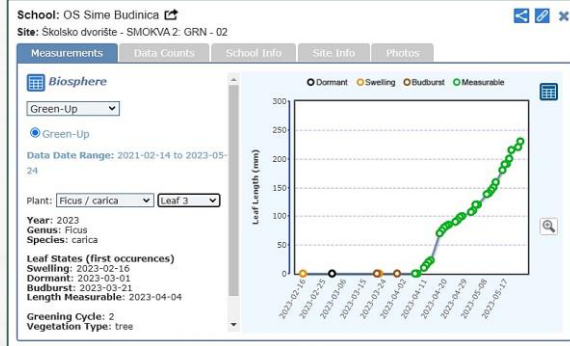 School: OS Sime Budinica
Site: Školsko dvorište - SMOKVA 2: GRN - 02
Measurements Data Counts School Info Site Info Photos
Biosphere
Green-Up
Green-Up
Data Date Range: 2021-02-14 to 2023-05-
24
Plant: Ficus / carica Leaf 3
Year: 2023
Genus: Ficus
Species: carica
Leaf States (first occurences)
Swelling: 2023-02-16
Dormant: 2023-03-01
Budburst: 2023-03-21
Length Measurable: 2023-04-04
Greening Cycle: 2
Vegetation Type: tree
Dormant Swelling Budburst Measurable
Leaf Length (mm)
300
250
200
150
100
50
0
2023-02-16
2023-02-25
2023-03-06
2023-03-15
2023-03-24
2023-04-02
2023-04-11
2023-04-20
2023-04-29
2023-05-08
2023-05-17